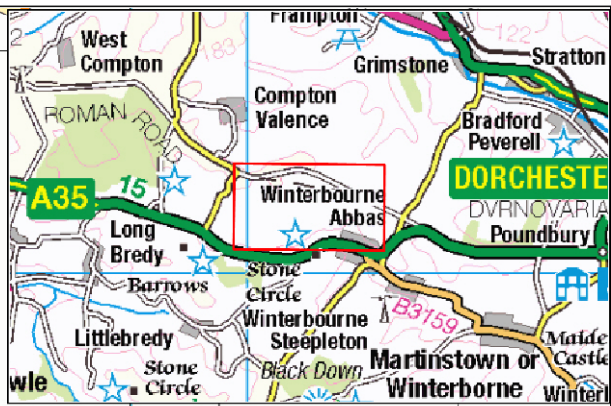 Frampton
122
West
Compton
183
Grimstone
Stratton
Compton
Valence
ROMAN ROAD
Bradford
Peverell
DORCHESTE
DVRNOVARIA
Winterbourne
Abbas
A35
15
Poundbury
Long
Bredy
Stone
Circle
Barrows
B3159
Winterbourne
Steepleton
Littlebredy
Maide
Castle
Stone
Circle
Black Down
Martinstown or
Winterborne
wle
Winterl